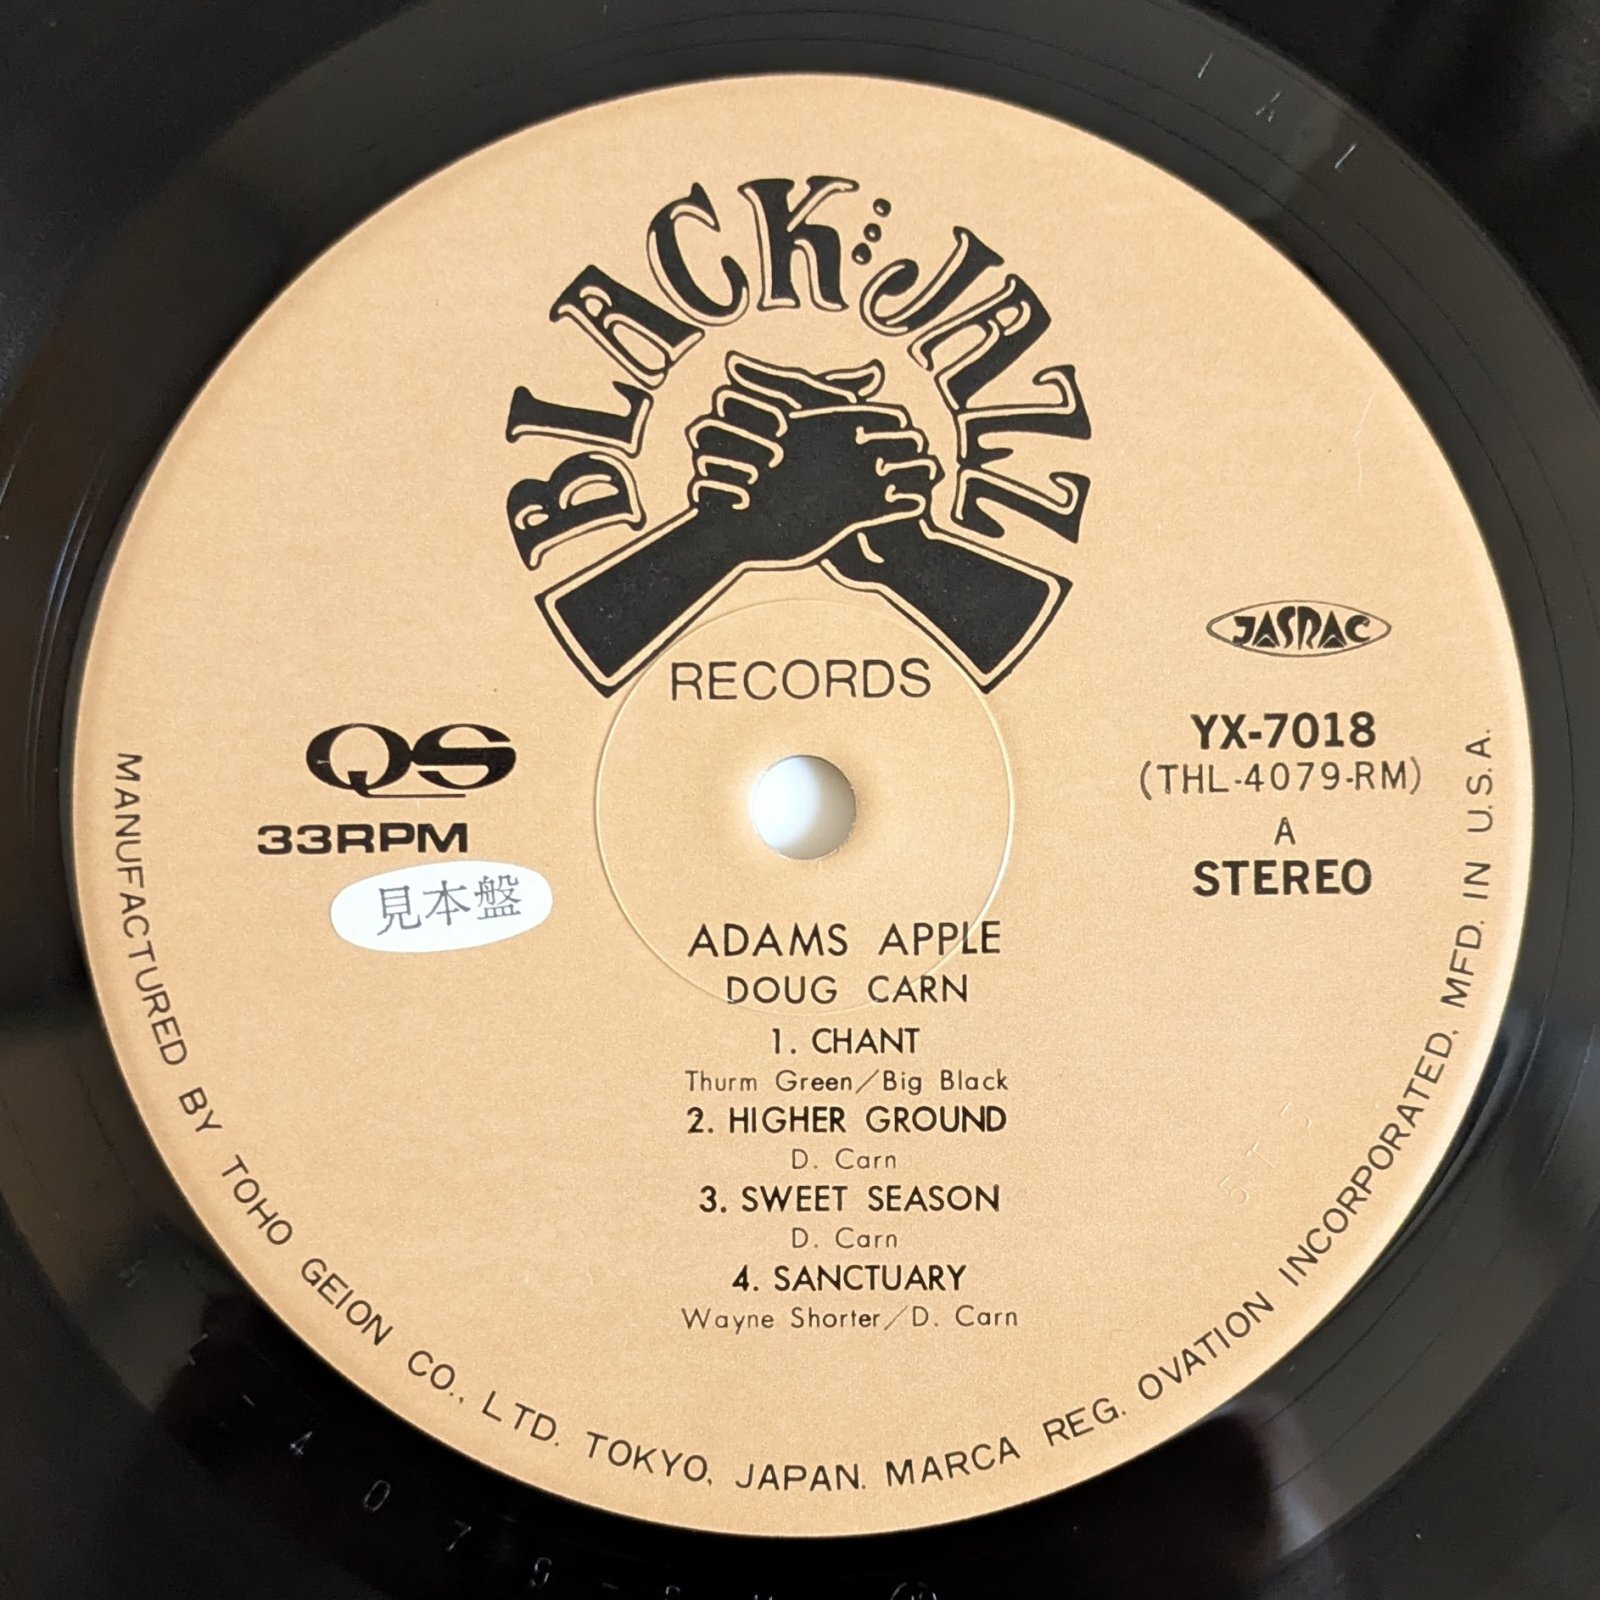 BLACK JAZZ
RECORDS
JASRAC
QS
33RPM
見本盤
YX-7018
(THL-4079-RM)
A
STEREO
ADAMS APPLE
DOUG CARN
1. CHANT
Thurm Green/Big Black
2. HIGHER GROUND
D. Carn
3. SWEET SEASON
D. Carn
4. SANCTUARY
Wayne Shorter/D. Carn
MANUFACTURED BY TOHO GEION CO., LTD. TOKYO, JAPAN. MARCA REG. OVATION INCORPORATED. MFD. IN U.S.A.